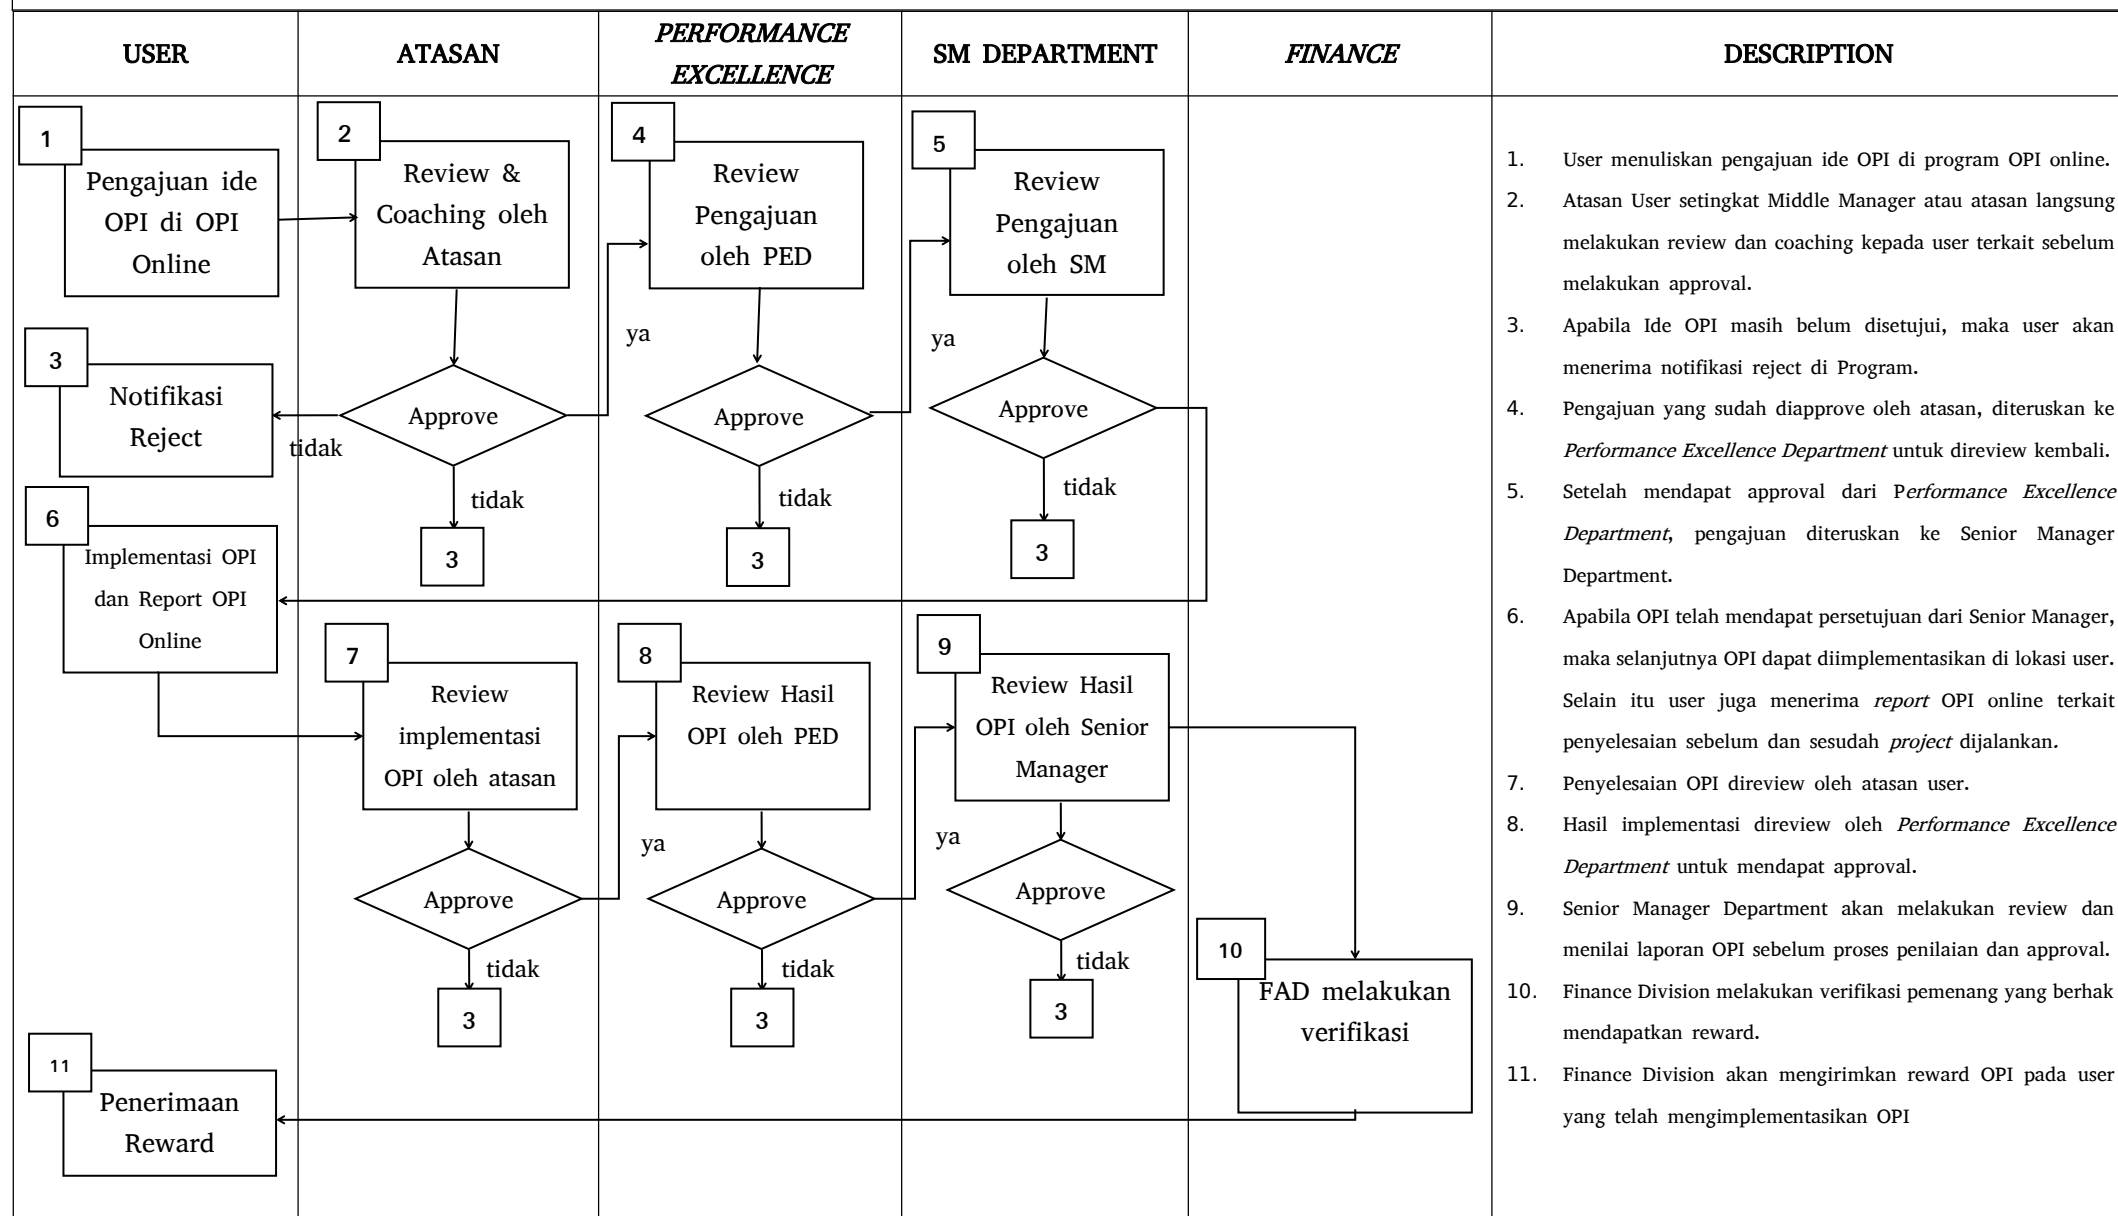 USER
ATASAN
PERFORMANCE
EXCELLENCE
SM DEPARTMENT
FINANCE
DESCRIPTION
1
Pengajuan ide
OPI di OPI
Online
2
Review &
Coaching oleh
Atasan
4
Review
Pengajuan
oleh PED
5
Review
Pengajuan
oleh SM
ya
ya
3
Notifikasi
Reject
tidak
Approve
Approve
Approve
tidak
tidak
tidak
3
3
3
6
Implementasi OPI
dan Report OPI
Online
7
Review
implementasi
OPI oleh atasan
8
Review Hasil
OPI oleh PED
9
Review Hasil
OPI oleh Senior
Manager
ya
ya
Approve
Approve
Approve
tidak
tidak
tidak
3
3
3
10
FAD melakukan
verifikasi
11
Penerimaan
Reward
1. User menuliskan pengajuan ide OPI di program OPI online.
2. Atasan User setingkat Middle Manager atau atasan langsung
melakukan review dan coaching kepada user terkait sebelum
melakukan approval.
3. Apabila Ide OPI masih belum disetujui, maka user akan
menerima notifikasi reject di Program.
4. Pengajuan yang sudah diapprove oleh atasan, diteruskan ke
Performance Excellence Department untuk direview kembali.
5. Setelah mendapat approval dari Performance Excellence
Department, pengajuan diteruskan ke Senior Manager
Department.
6. Apabila OPI telah mendapat persetujuan dari Senior Manager,
maka selanjutnya OPI dapat diimplementasikan di lokasi user.
Selain itu user juga menerima report OPI online terkait
penyelesaian sebelum dan sesudah project dijalankan.
7. Penyelesaian OPI direview oleh atasan user.
8. Hasil implementasi direview oleh Performance Excellence
Department untuk mendapat approval.
9. Senior Manager Department akan melakukan review dan
menilai laporan OPI sebelum proses penilaian dan approval.
10. Finance Division melakukan verifikasi pemenang yang berhak
mendapatkan reward.
11. Finance Division akan mengirimkan reward OPI pada user
yang telah mengimplementasikan OPI